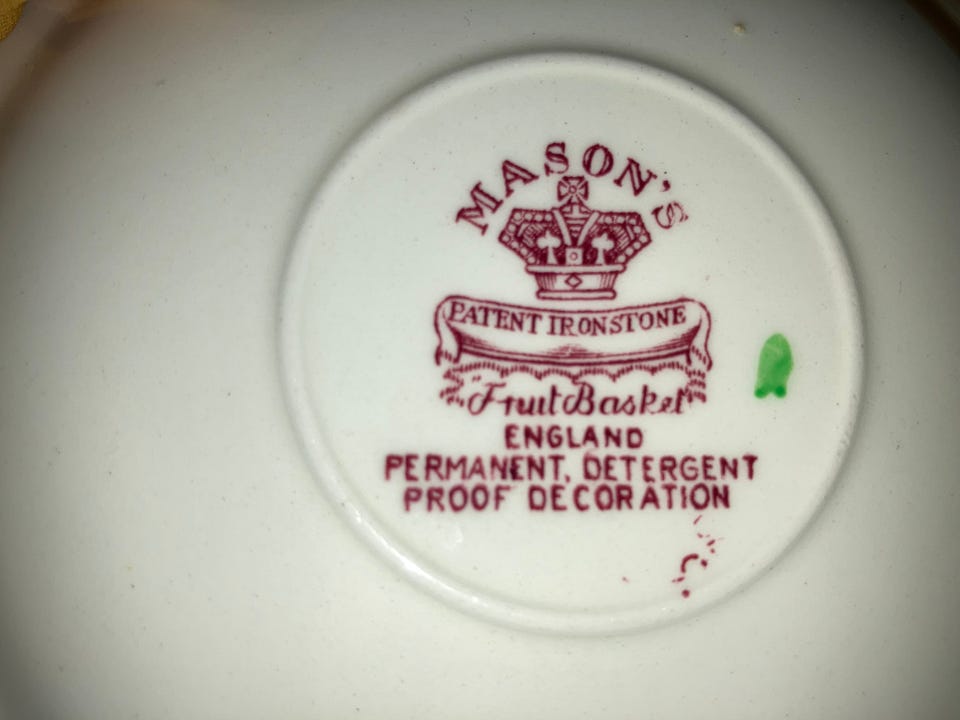 MASON'S
PATENT IRONSTONE
"Fruit Basket"
ENGLAND
PERMANENT, DETERGENT
PROOF DECORATION